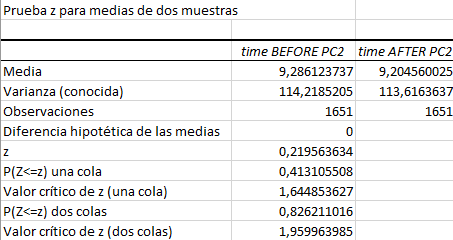 Prueba z para medias de dos muestras
time BEFORE PC2 time AFTER PC2
Media 9,286123737 9,204560025
Varianza (conocida) 114,2185205 113,6163637
Observaciones 1651 1651
Diferencia hipotética de las medias 0
z 0,219563634
P(Z<=z) una cola 0,413105508
Valor crítico de z (una cola) 1,644853627
P(Z<=z) dos colas 0,826211016
Valor crítico de z (dos colas) 1,959963985